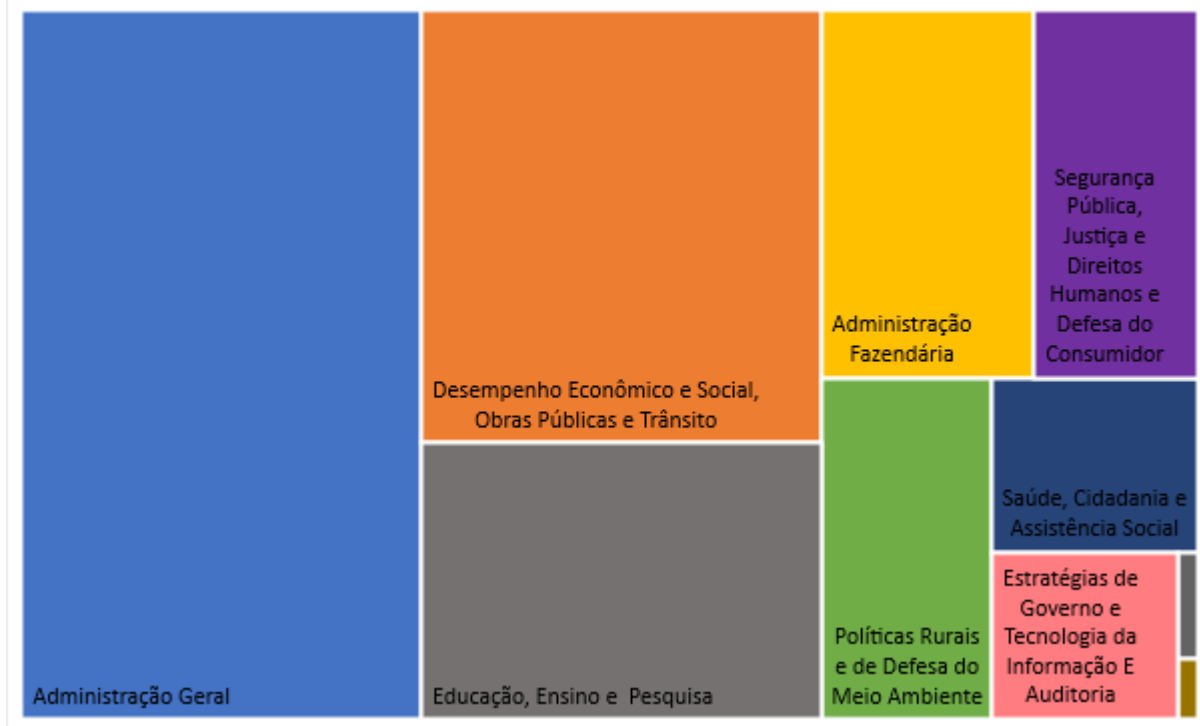 Administração Geral
Desempenho Econômico e Social,
Obras Públicas e Trânsito
Educação, Ensino e Pesquisa
Administração
Fazendária
Segurança
Pública,
Justiça e
Direitos
Humanos e
Defesa do
Consumidor
Políticas Rurais
e de Defesa do
Meio Ambiente
Saúde, Cidadania e
Assistência Social
Estratégias de
Governo e
Tecnologia da
Informação E
Auditoria